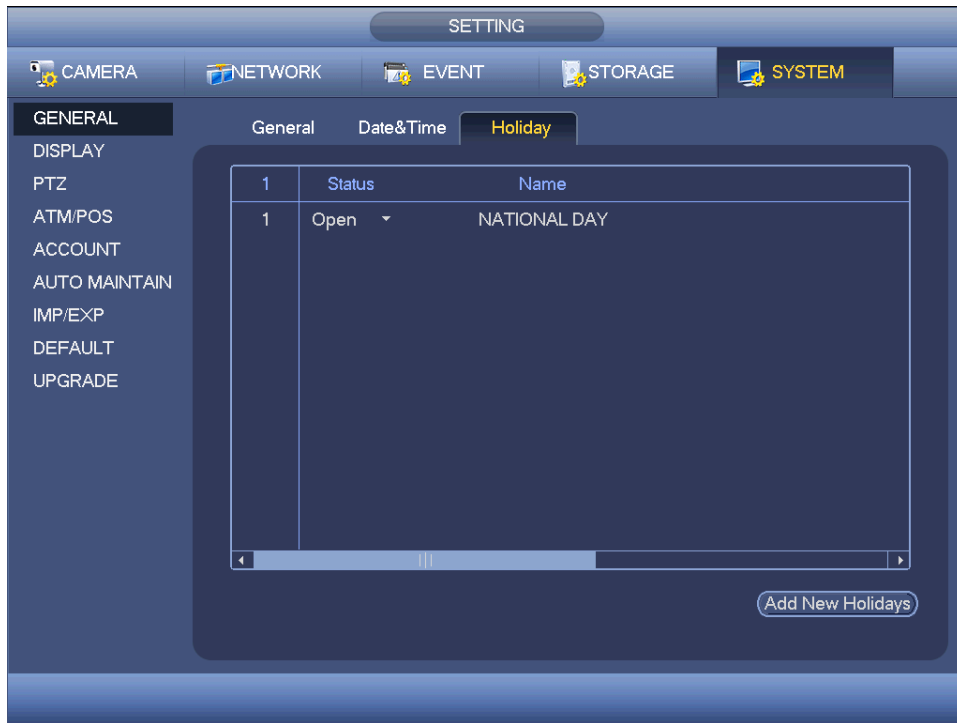 SETTING
CAMERA NETWORK EVENT STORAGE SYSTEM
GENERAL
DISPLAY
PTZ
ATM/POS
ACCOUNT
AUTO MAINTAIN
IMP/EXP
DEFAULT
UPGRADE
General Date&Time Holiday
1 Status Name
1 Open NATIONAL DAY
Add New Holidays